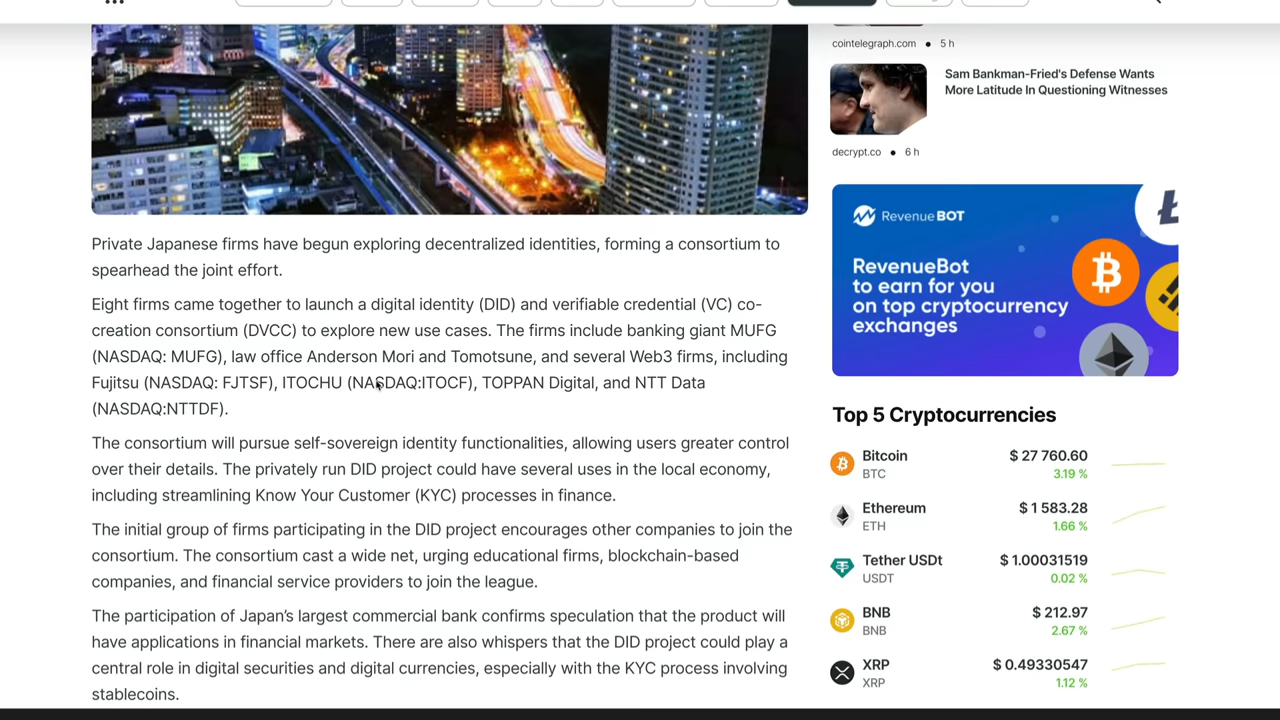 cointelegraph.com ● 5 h
Sam Bankman-Fried's Defense Wants
More Latitude In Questioning Witnesses
decrypt.co ● 6 h
Private Japanese firms have begun exploring decentralized identities, forming a consortium to
spearhead the joint effort.
Eight firms came together to launch a digital identity (DID) and verifiable credential (VC) co-
creation consortium (DVCC) to explore new use cases. The firms include banking giant MUFG
(NASDAQ: MUFG), law office Anderson Mori and Tomotsune, and several Web3 firms, including
Fujitsu (NASDAQ: FJTSF), ITOCHU (NASDAQ:ITOCF), TOPPAN Digital, and NTT Data
(NASDAQ:NTTDF).
The consortium will pursue self-sovereign identity functionalities, allowing users greater control
over their details. The privately run DID project could have several uses in the local economy,
including streamlining Know Your Customer (KYC) processes in finance.
The initial group of firms participating in the DID project encourages other companies to join the
consortium. The consortium cast a wide net, urging educational firms, blockchain-based
companies, and financial service providers to join the league.
The participation of Japan's largest commercial bank confirms speculation that the product will
have applications in financial markets. There are also whispers that the DID project could play a
central role in digital securities and digital currencies, especially with the KYC process involving
stablecoins.
RevenueBOT
RevenueBot
to earn for you
on top cryptocurrency
exchanges
Top 5 Cryptocurrencies
Bitcoin $ 27 760.60
BTC 3.19 %
Ethereum $ 1 583.28
ETH 1.66 %
Tether USDt $ 1.00031519
USDT 0.02 %
BNB $ 212.97
BNB 2.67 %
XRP $ 0.49330547
XRP 1.12 %